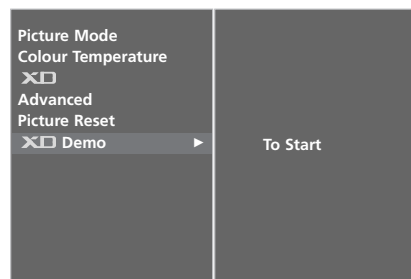 Picture Mode
Colour Temperature
XD
Advanced
Picture Reset
XD Demo ►
To Start